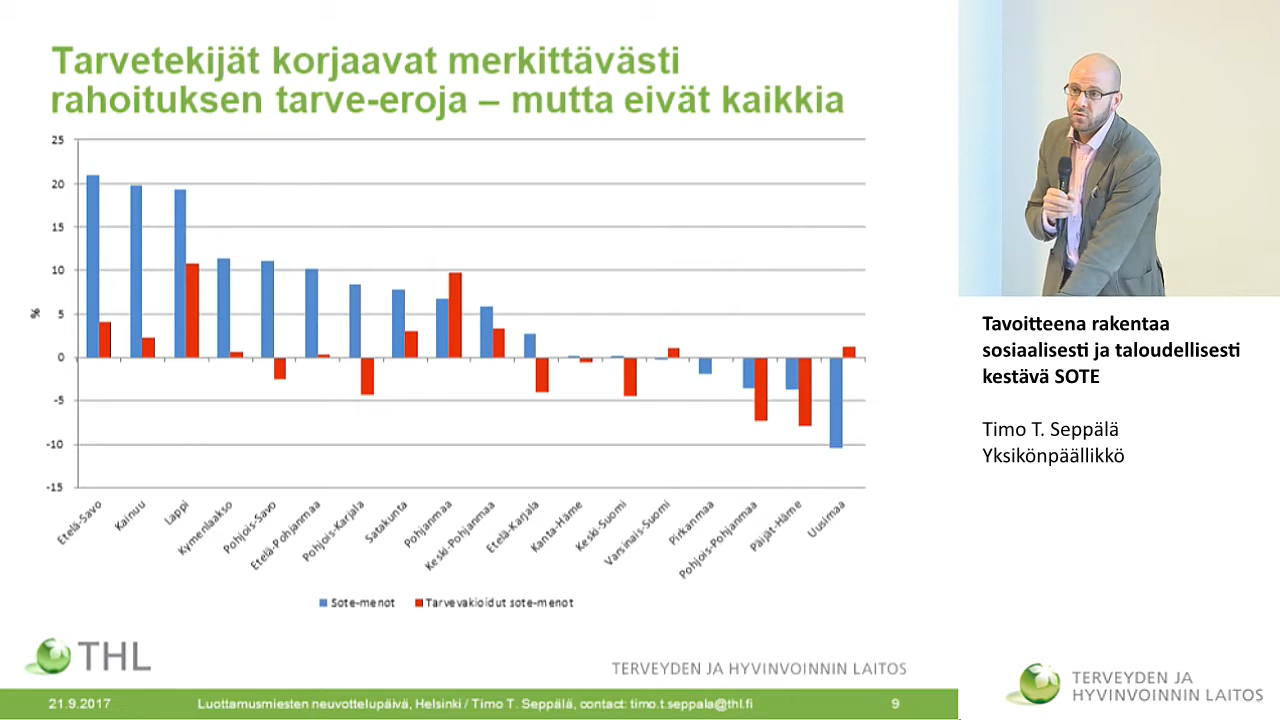 Tarvetekijät korjaavat merkittävästi
rahoituksen tarve-eroja – mutta eivät kaikkia
25
20
15
10
5
0
-5
-10
-15
%
Etelä-Savo
Kainuu
Lappi
Kymenlaakso
Pohjois-Savo
Etelä-Pohjanmaa
Pohjois-Karjala
Satakunta
Pohjanmaa
Keski-Pohjanmaa
Etelä-Karjala
Kanta-Häme
Keski-Suomi
Varsinais-Suomi
Pirkanmaa
Pohjois-Pohjanmaa
Päijät-Häme
Uusimaa
Sote-menot Tarvevakioidut sote-menot
THL
TERVEYDEN JA HYVINVOINNIN LAITOS
21.9.2017 Luottamusmiesten neuvottelupäivä, Helsinki / Timo T. Seppälä, contact: timo.t.seppala@thl.fi 9
Tavoitteena rakentaa
sosiaalisesti ja taloudellisesti
kestävä SOTE
Timo T. Seppälä
Yksikönpäällikkö
TERVEYDEN JA
HYVINVOINNIN LAITOS